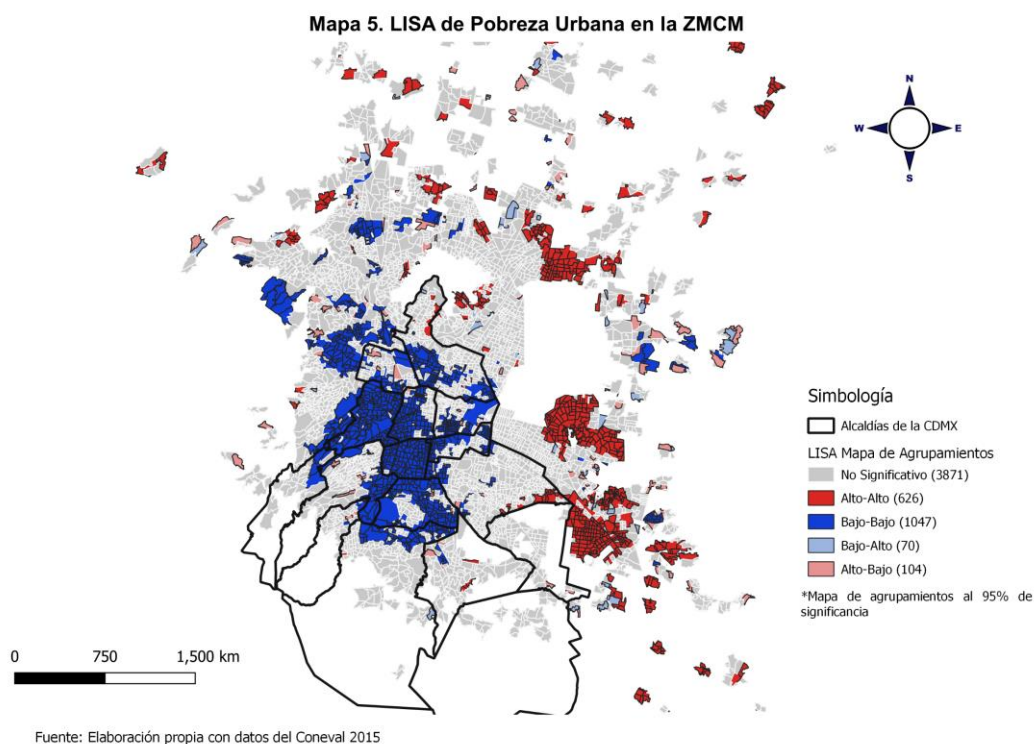 Mapa 5. LISA de Pobreza Urbana en la ZMCM
N
W
E
S
Simbología
Alcaldías de la CDMX
LISA Mapa de Agrupamientos
No Significativo (3871)
Alto-Alto (626)
Bajo-Bajo (1047)
Bajo-Alto (70)
Alto-Bajo (104)
*Mapa de agrupamientos al 95% de
significancia
0 750 1,500 km
Fuente: Elaboración propia con datos del Coneval 2015